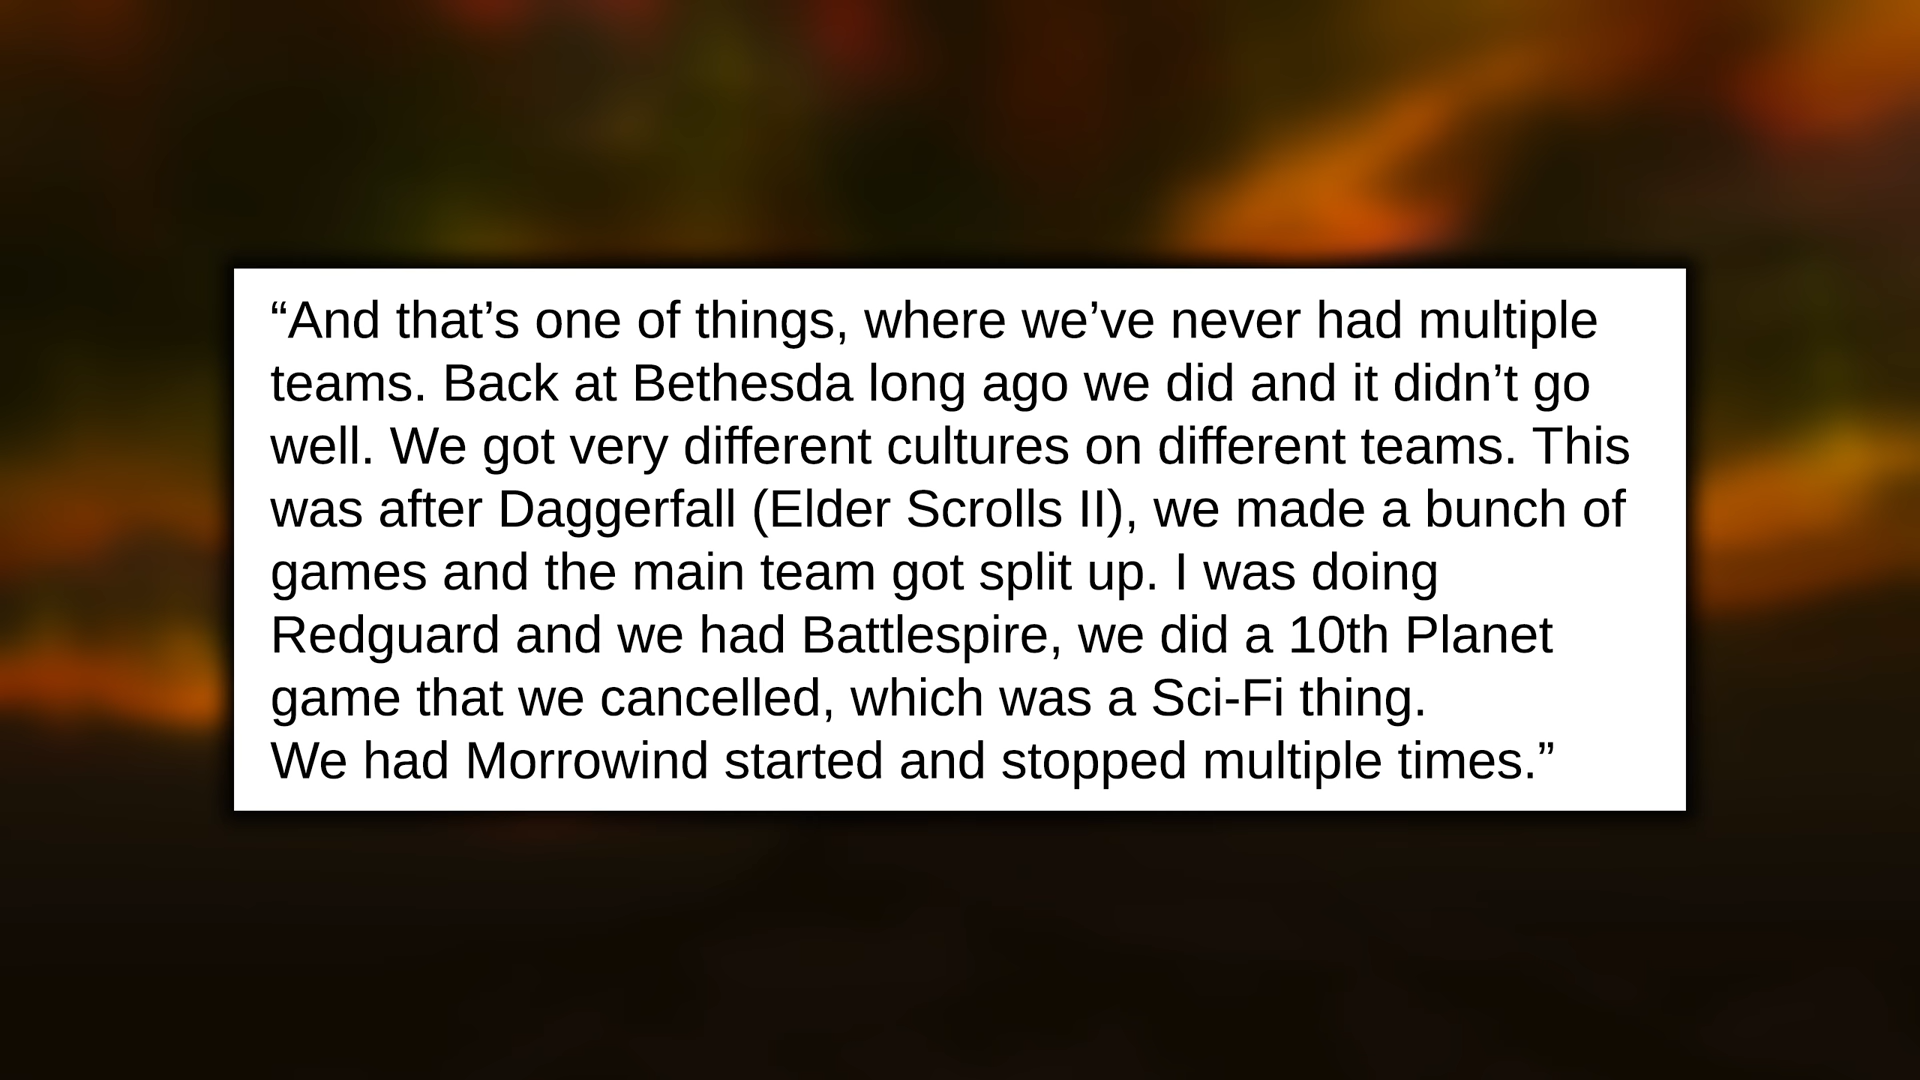 “And that’s one of things, where we’ve never had multiple
teams. Back at Bethesda long ago we did and it didn’t go
well. We got very different cultures on different teams. This
was after Daggerfall (Elder Scrolls II), we made a bunch of
games and the main team got split up. I was doing
Redguard and we had Battlespire, we did a 10th Planet
game that we cancelled, which was a Sci-Fi thing.
We had Morrowind started and stopped multiple times.”